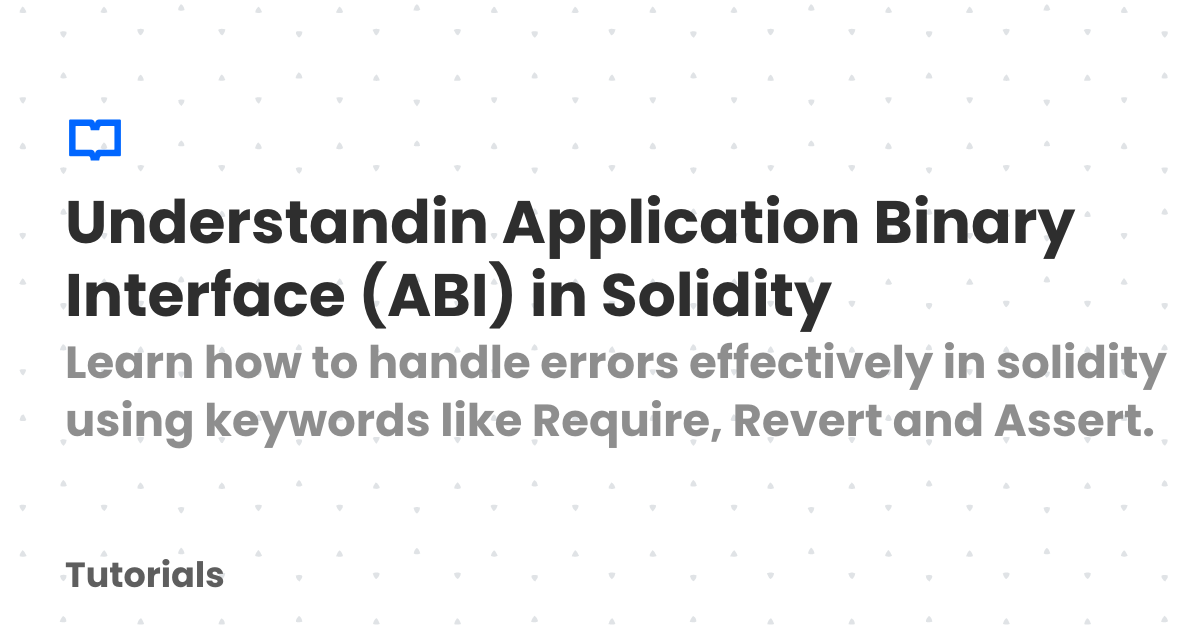 Understandin Application Binary
Interface (ABI) in Solidity
Learn how to handle errors effectively in solidity
using keywords like Require, Revert and Assert.
Tutorials